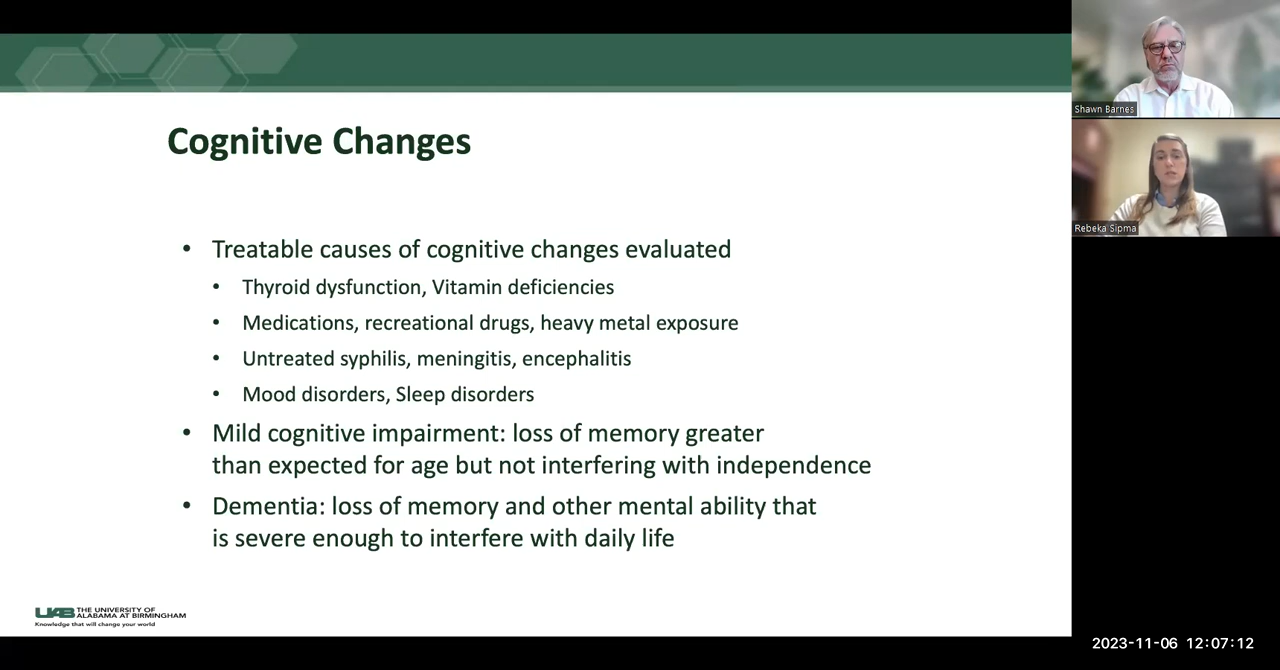 Cognitive Changes
• Treatable causes of cognitive changes evaluated
• Thyroid dysfunction, Vitamin deficiencies
• Medications, recreational drugs, heavy metal exposure
• Untreated syphilis, meningitis, encephalitis
• Mood disorders, Sleep disorders
• Mild cognitive impairment: loss of memory greater
than expected for age but not interfering with independence
• Dementia: loss of memory and other mental ability that
is severe enough to interfere with daily life
UAB THE UNIVERSITY OF
ALABAMA AT BIRMINGHAM
Knowledge that will change your world
Shawn Barnes
Rebeka Sipma
2023-11-06 12:07:12